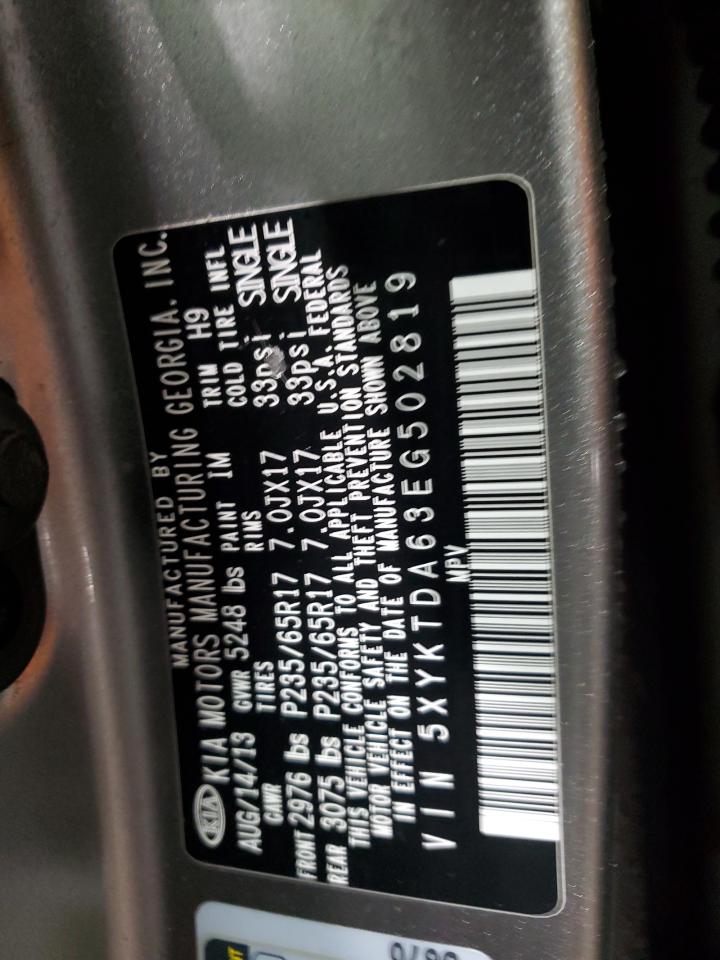 MANUFACTURED BY
KIA KIA MOTORS MANUFACTURING GEORGIA. INC.
AUG/14/13 GVWR 5248 lbs PAINT IM TRIM H9
GAWR TIRES RIMS COLD TIRE INFL
FRONT 2976 lbs P235/65R17 7.0JX17 33psi SINGLE
REAR 3075 lbs P235/65R17 7.0JX17 33psi SINGLE
THIS VEHICLE CONFORMS TO ALL APPLICABLE U.S.A. FEDERAL
MOTOR VEHICLE SAFETY AND THEFT PREVENTION STANDARDS
IN EFFECT ON THE DATE OF MANUFACTURE SHOWN ABOVE
VIN 5XYKTDA63EG502819
MPV